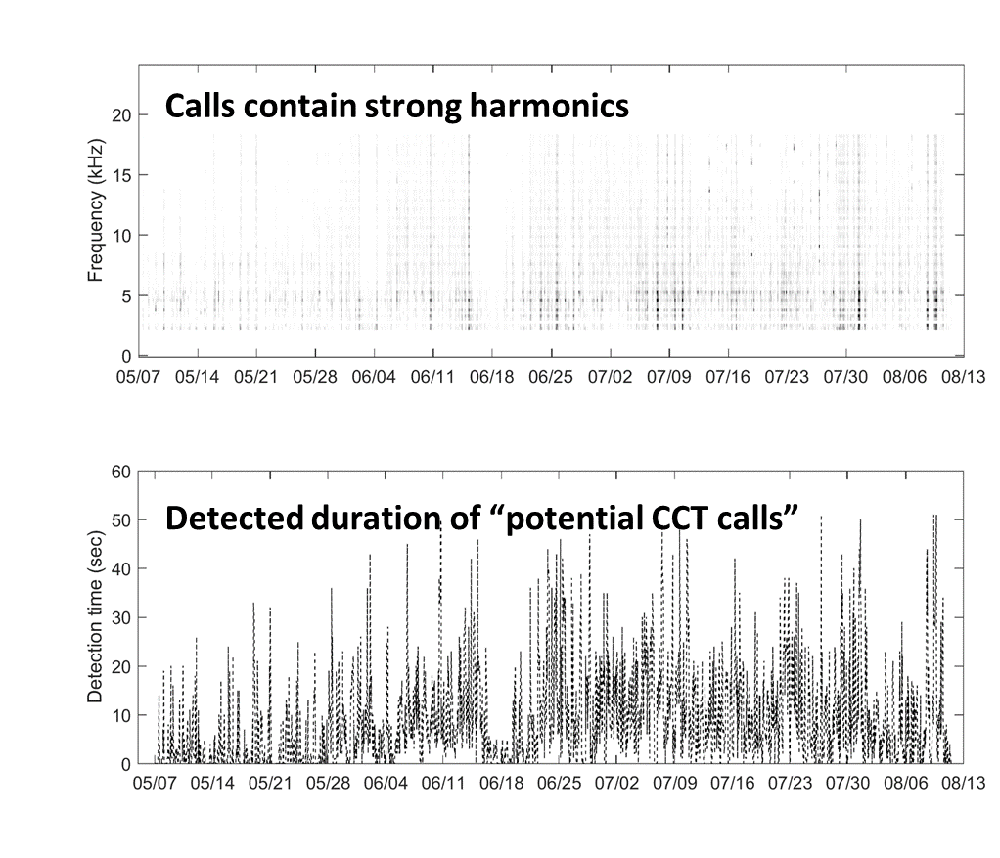 Calls contain strong harmonics
Frequency (kHz)
20
15
10
5
0
05/07 05/14 05/21 05/28 06/04 06/11 06/18 06/25 07/02 07/09 07/16 07/23 07/30 08/06 08/13
Detected duration of “potential CCT calls”
Detection time (sec)
60
50
40
30
20
10
0
05/07 05/14 05/21 05/28 06/04 06/11 06/18 06/25 07/02 07/09 07/16 07/23 07/30 08/06 08/13